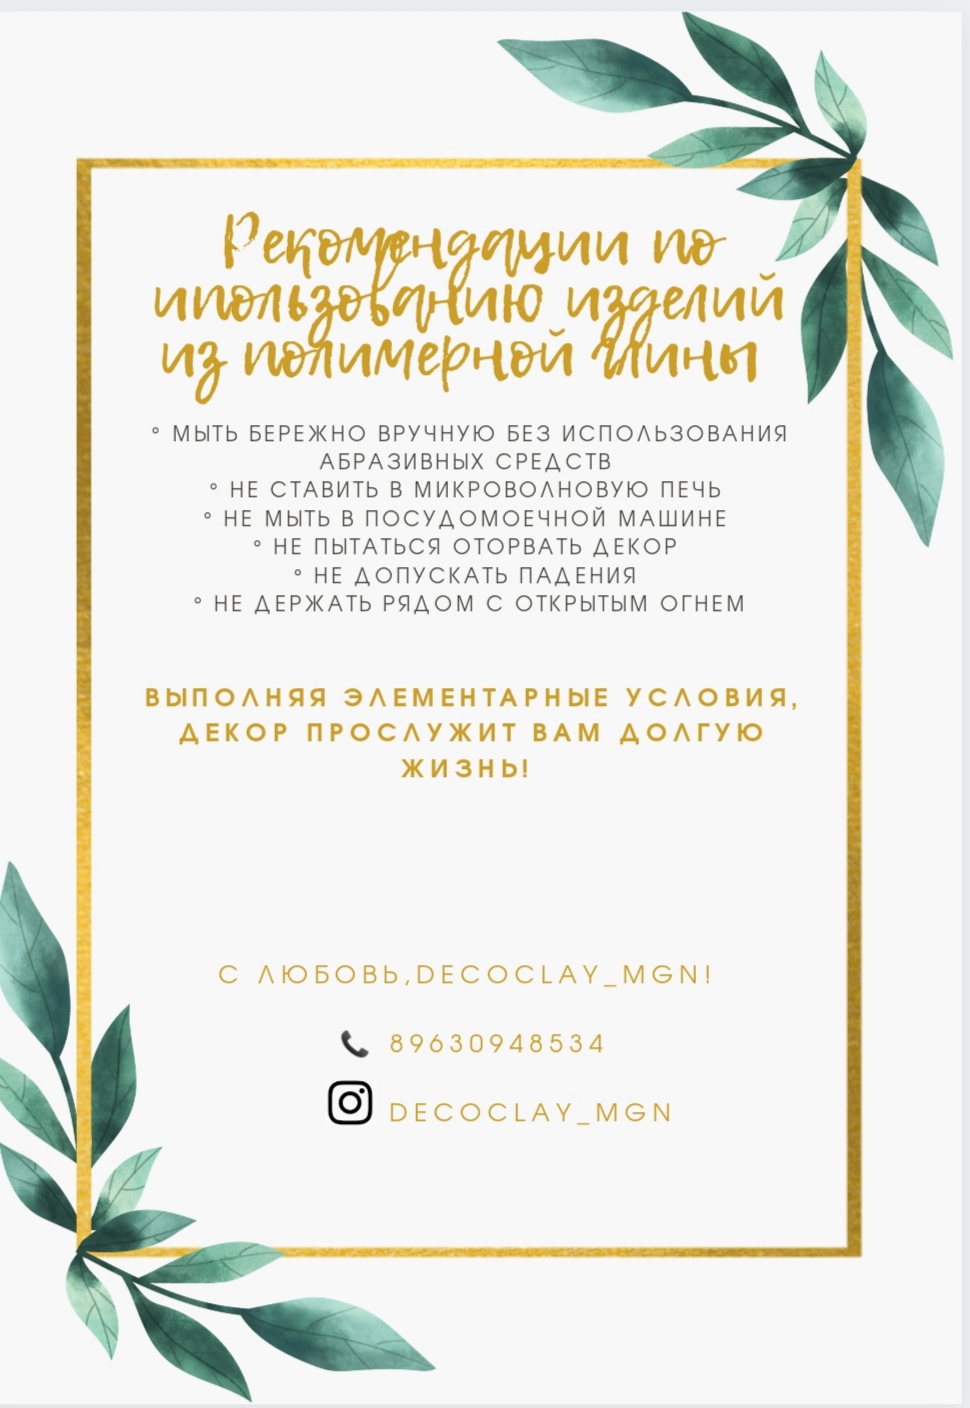 Рекомендации по
ипользованию изделий
из полимерной глины
° МЫТЬ БЕРЕЖНО ВРУЧНУЮ БЕЗ ИСПОЛЬЗОВАНИЯ
АБРАЗИВНЫХ СРЕДСТВ
° НЕ СТАВИТЬ В МИКРОВОЛНОВУЮ ПЕЧЬ
° НЕ МЫТЬ В ПОСУДОМОЕЧНОЙ МАШИНЕ
° НЕ ПЫТАТЬСЯ ОТОРВАТЬ ДЕКОР
° НЕ ДОПУСКАТЬ ПАДЕНИЯ
° НЕ ДЕРЖАТЬ РЯДОМ С ОТКРЫТЫМ ОГНЕМ
ВЫПОЛНЯЯ ЭЛЕМЕНТАРНЫЕ УСЛОВИЯ,
ДЕКОР ПРОСЛУЖИТ ВАМ ДОЛГУЮ
ЖИЗНЬ!
С ЛЮБОВЬ,DECOCLAY_MGN!
89630948534
DECOCLAY_MGN